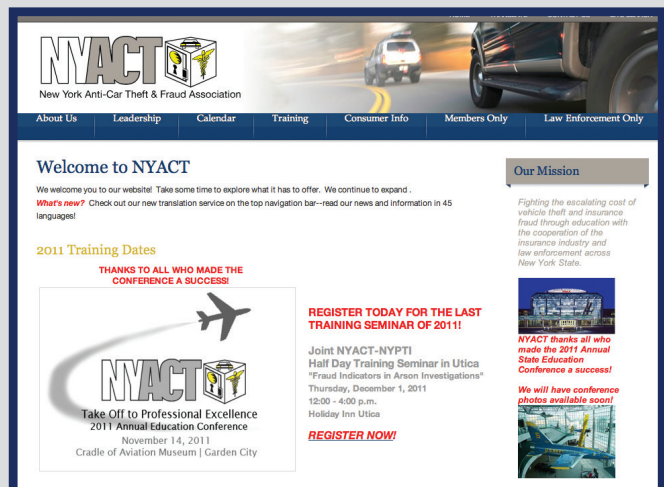 NYACT
New York Anti-Car Theft & Fraud Association
About Us Leadership Calendar Training Consumer Info Members Only Law Enforcement Only
Welcome to NYACT
We welcome you to our website! Take some time to explore what it has to offer. We continue to expand .
What's new? Check out our new translation service on the top navigation bar--read our news and information in 45
languages!
2011 Training Dates
THANKS TO ALL WHO MADE THE
CONFERENCE A SUCCESS!
NYACT
Take Off to Professional Excellence
2011 Annual Education Conference
November 14, 2011
Cradle of Aviation Museum | Garden City
REGISTER TODAY FOR THE LAST
TRAINING SEMINAR OF 2011!
Joint NYACT-NYPTI
Half Day Training Seminar in Utica
"Fraud Indicators in Arson Investigations"
Thursday, December 1, 2011
12:00 - 4:00 p.m.
Holiday Inn Utica
REGISTER NOW!
Our Mission
Fighting the escalating cost of
vehicle theft and insurance
fraud through education with
the cooperation of the
insurance industry and
law enforcement across
New York State.
NYACT thanks all who
made the 2011 Annual
State Education
Conference a success!
We will have conference
photos available soon!